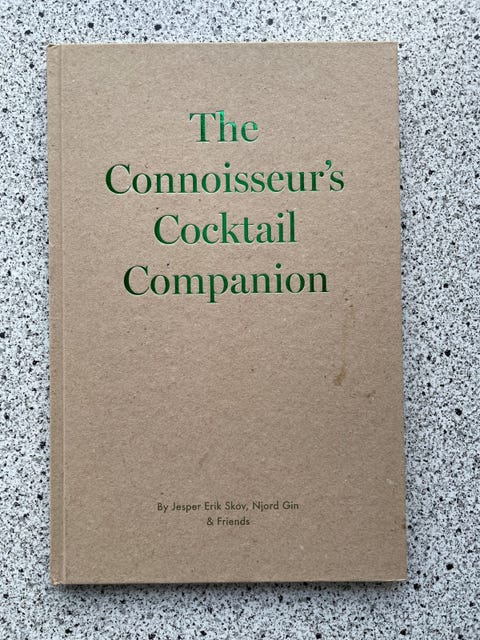 The
Connoisseur's
Cocktail
Companion
By Jesper Erik Skov, Njord Gin
& Friends